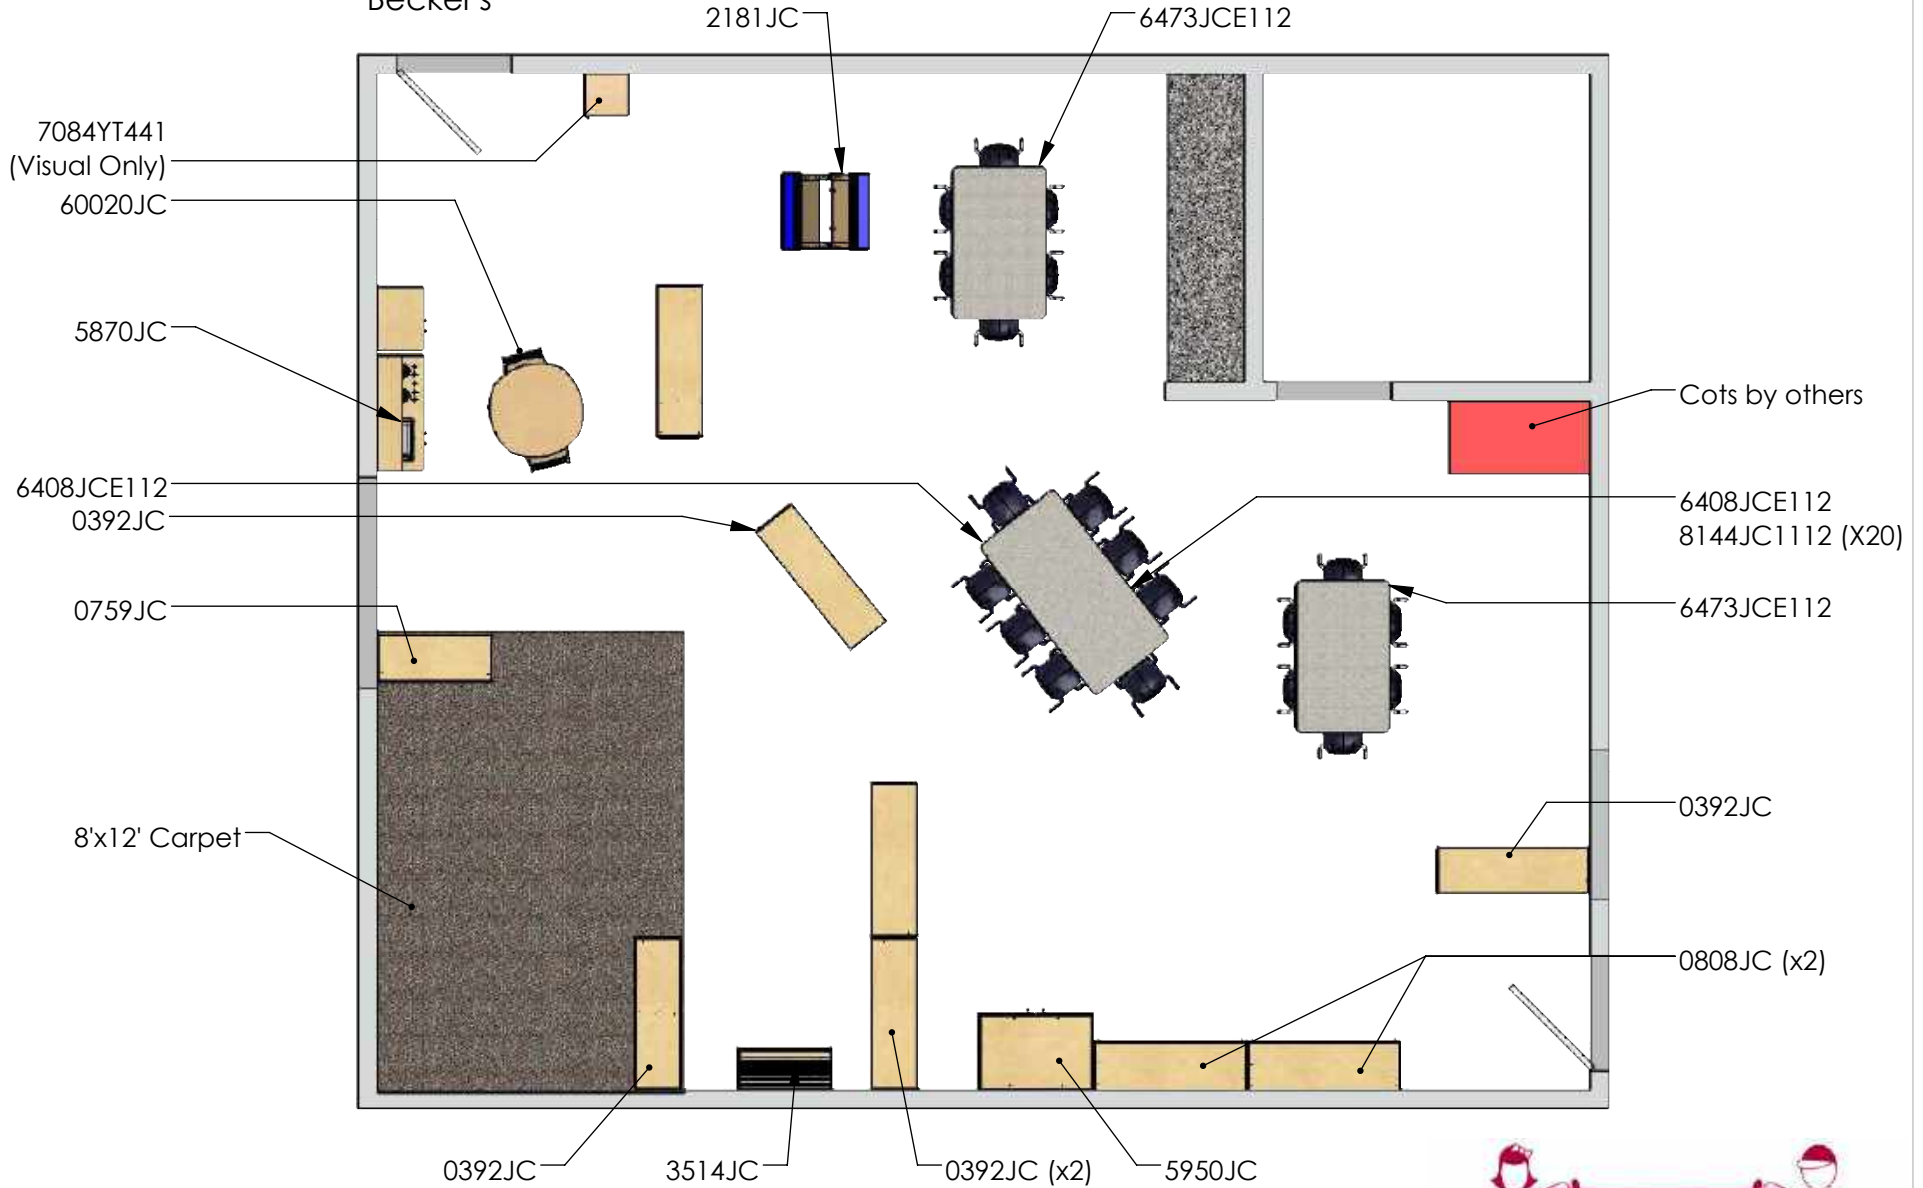 Becker's
2181JC
6473JCE112
7084YT441
(Visual Only)
60020JC
5870JC
Cots by others
6408JCE112
0392JC
6408JCE112
8144JC1112 (X20)
0759JC
6473JCE112
8'x12' Carpet
0392JC
0808JC (x2)
0392JC
3514JC
0392JC (x2)
5950JC